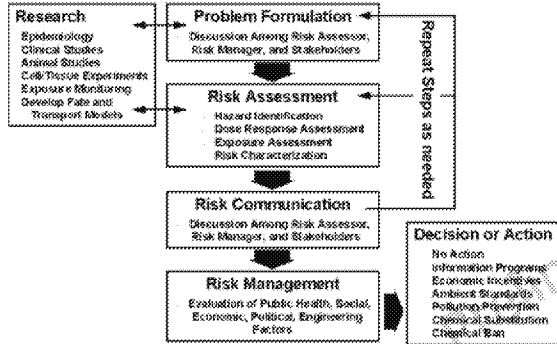 Research
Epidemiology
Clinical Studies
Animal Studies
Cell/Tissue Experiments
Exposure Monitoring
Develop Fate and
Transport Models
Problem Formulation
Discussion Among Risk Assessor,
Risk Manager, and Stakeholders
Risk Assessment
Hazard Identification
Dose Response Assessment
Exposure Assessment
Risk Characterization
Risk Communication
Discussion Among Risk Assessor,
Risk Manager, and Stakeholders
Risk Management
Evaluation of Public Health, Social,
Economic, Political, Engineering
Factors
Repeat Steps as
needed
Decision or Action
No Action
Information Programs
Economic Incentives
Ambient Standards
Pollution Prevention
Chemical Substitution
Chemical Ban